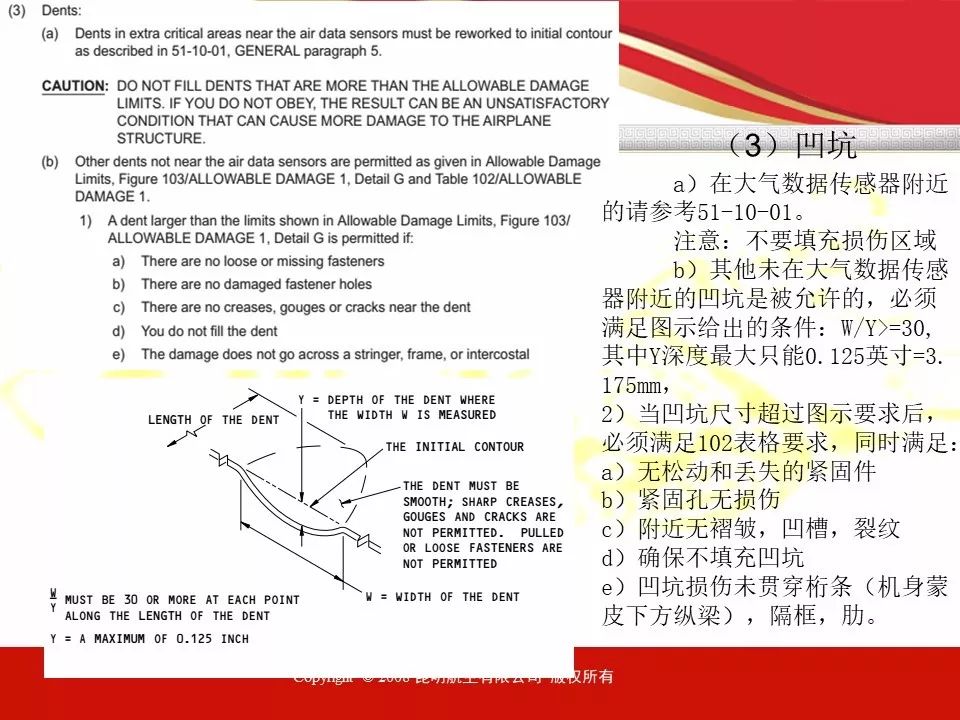 (3) Dents:
(a) Dents in extra critical areas near the air data sensors must be reworked to initial contour
as described in 51-10-01, GENERAL paragraph 5.
CAUTION: DO NOT FILL DENTS THAT ARE MORE THAN THE ALLOWABLE DAMAGE
LIMITS. IF YOU DO NOT OBEY, THE RESULT CAN BE AN UNSATISFACTORY
CONDITION THAT CAN CAUSE MORE DAMAGE TO THE AIRPLANE
STRUCTURE.
(b) Other dents not near the air data sensors are permitted as given in Allowable Damage
Limits, Figure 103/ALLOWABLE DAMAGE 1, Detail G and Table 102/ALLOWABLE
DAMAGE 1.
1) A dent larger than the limits shown in Allowable Damage Limits, Figure 103/
ALLOWABLE DAMAGE 1, Detail G is permitted if:
a) There are no loose or missing fasteners
b) There are no damaged fastener holes
c) There are no creases, gouges or cracks near the dent
d) You do not fill the dent
e) The damage does not go across a stringer, frame, or intercostal
LENGTH OF THE DENT
Y = DEPTH OF THE DENT WHERE
THE WIDTH W IS MEASURED
THE INITIAL CONTOUR
THE DENT MUST BE
SMOOTH; SHARP CREASES,
GOUGES AND CRACKS ARE
NOT PERMITTED. PULLED
OR LOOSE FASTENERS ARE
NOT PERMITTED
W = WIDTH OF THE DENT
W
Y MUST BE 30 OR MORE AT EACH POINT
ALONG THE LENGTH OF THE DENT
Y = A MAXIMUM OF 0.125 INCH
（3）凹坑
a）在大气数据传感器附近
的请参考51-10-01。
注意：不要填充损伤区域
b）其他未在大气数据传感
器附近的凹坑是被允许的，必须
满足图示给出的条件：W/Y>=30,
其中Y深度最大只能0.125英寸=3.
175mm，
2）当凹坑尺寸超过图示要求后，
必须满足102表格要求，同时满足：
a）无松动和丢失的紧固件
b）紧固孔无损伤
c）附近无褶皱，凹槽，裂纹
d）确保不填充凹坑
e）凹坑损伤未贯穿桁条（机身蒙
皮下方纵梁），隔框，肋。
Copyright © 2008 昆明航空有限公司 版权所有